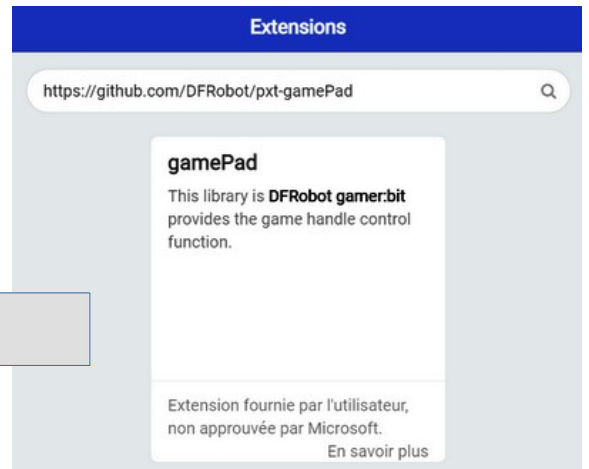 Extensions
https://github.com/DFRobot/pxt-gamePad
gamePad
This library is DFRobot gamer:bit
provides the game handle control
function.
Extension fournie par l'utilisateur,
non approuvée par Microsoft.
En savoir plus